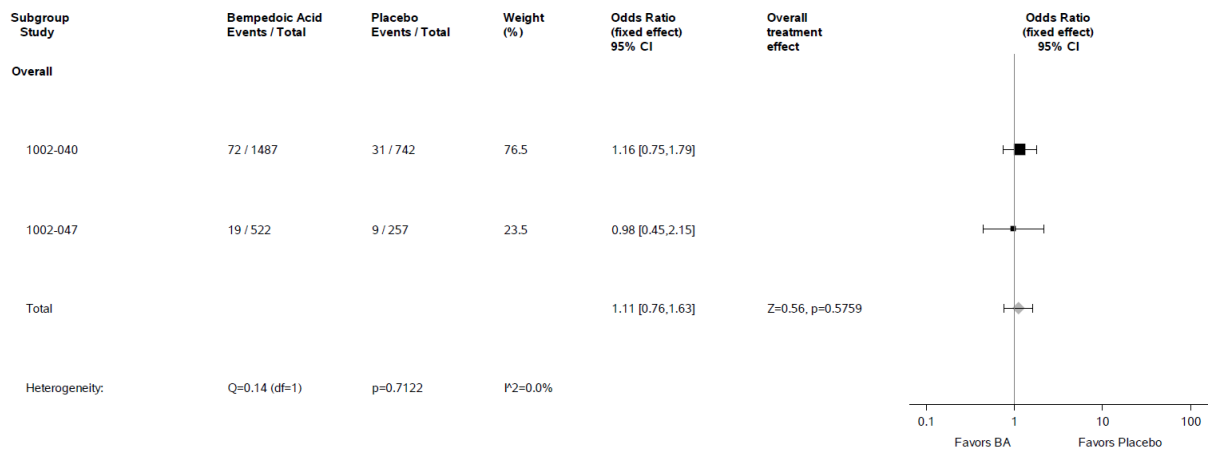 Subgroup Bempedoic Acid Placebo Weight Odds Ratio Overall Odds Ratio
Study Events / Total Events / Total (%) (fixed effect) treatment (fixed effect)
95% CI effect 95% CI
Overall
1002-040 72 / 1487 31 / 742 76.5 1.16 [0.75,1.79]
1002-047 19 / 522 9 / 257 23.5 0.98 [0.45,2.15]
Total 1.11 [0.76,1.63] Z=0.56, p=0.5759
Heterogeneity: Q=0.14 (df=1) p=0.7122 I^2=0.0%
0.1 1 10 100
Favors BA Favors Placebo